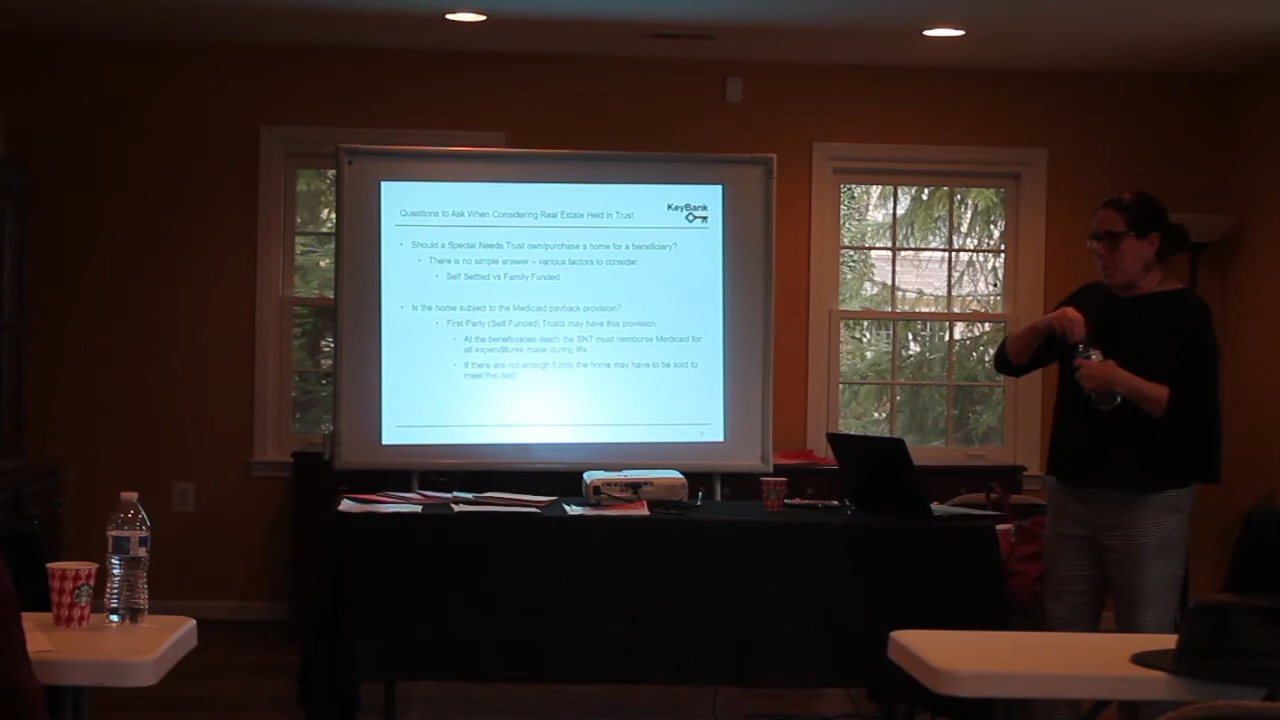 KeyBank
Questions to Ask When Considering Real Estate Held In Trust
• Should a Special Needs Trust own/purchase a home for a beneficiary?
• There is no simple answer – various factors to consider.
• Self Settled vs Family Funded
• Is the home subject to the Medicaid payback provision?
• First Party (Self Funded) Trusts may have this provision.
• At the beneficiaries death the SNT must reimburse Medicaid for
all expenditures made during life.
• If there are not enough funds the home may have to be sold to
meet the debt.